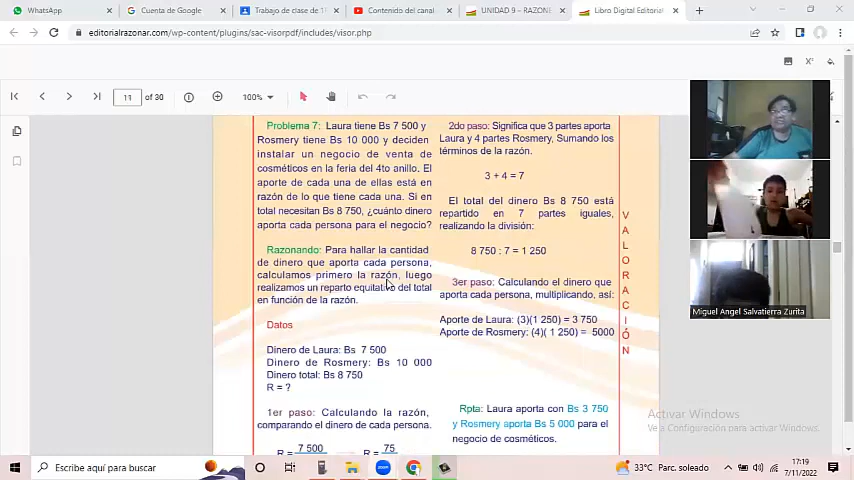 WhatsApp
Cuenta de Google
Trabajo de clase de 1
Contenido del canal
UNIDAD 9 – RAZONE
Libro Digital Editorial
editorialrazonar.com/wp-content/plugins/sac-visorpdf/includes/visor.php
11 of 30
100%
Problema 7: Laura tiene Bs 7 500 y
Rosmery tiene Bs 10 000 y deciden
instalar un negocio de venta de
cosméticos en la feria del 4to anillo. El
aporte de cada una de ellas está en
razón de lo que tiene cada una. Si en
total necesitan Bs 8 750, ¿cuánto dinero
aporta cada persona para el negocio?
Razonando: Para hallar la cantidad
de dinero que aporta cada persona,
calculamos primero la razón, luego
realizamos un reparto equitativo del total
en función de la razón.
Datos
Dinero de Laura: Bs 7 500
Dinero de Rosmery: Bs 10 000
Dinero total: Bs 8 750
R = ?
1er paso: Calculando la razón,
comparando el dinero de cada persona.
R = 7 500 R = 75
2do paso: Significa que 3 partes aporta
Laura y 4 partes Rosmery, Sumando los
términos de la razón.
3 + 4 = 7
El total del dinero Bs 8 750 está
repartido en 7 partes iguales,
realizando la división:
8 750 : 7 = 1 250
3er paso: Calculando el dinero que
aporta cada persona, multiplicando, así:
Aporte de Laura: (3)(1 250) = 3 750
Aporte de Rosmery: (4)( 1 250) = 5000
Rpta: Laura aporta con Bs 3 750
y Rosmery aporta Bs 5 000 para el
negocio de cosméticos.
VALORACIÓN
Miguel Angel Salvatierra Zurita
Activar Windows
Ve a Configuración para activar Windows.
Escribe aquí para buscar
33°C Parc. soleado
17:19
7/11/2022